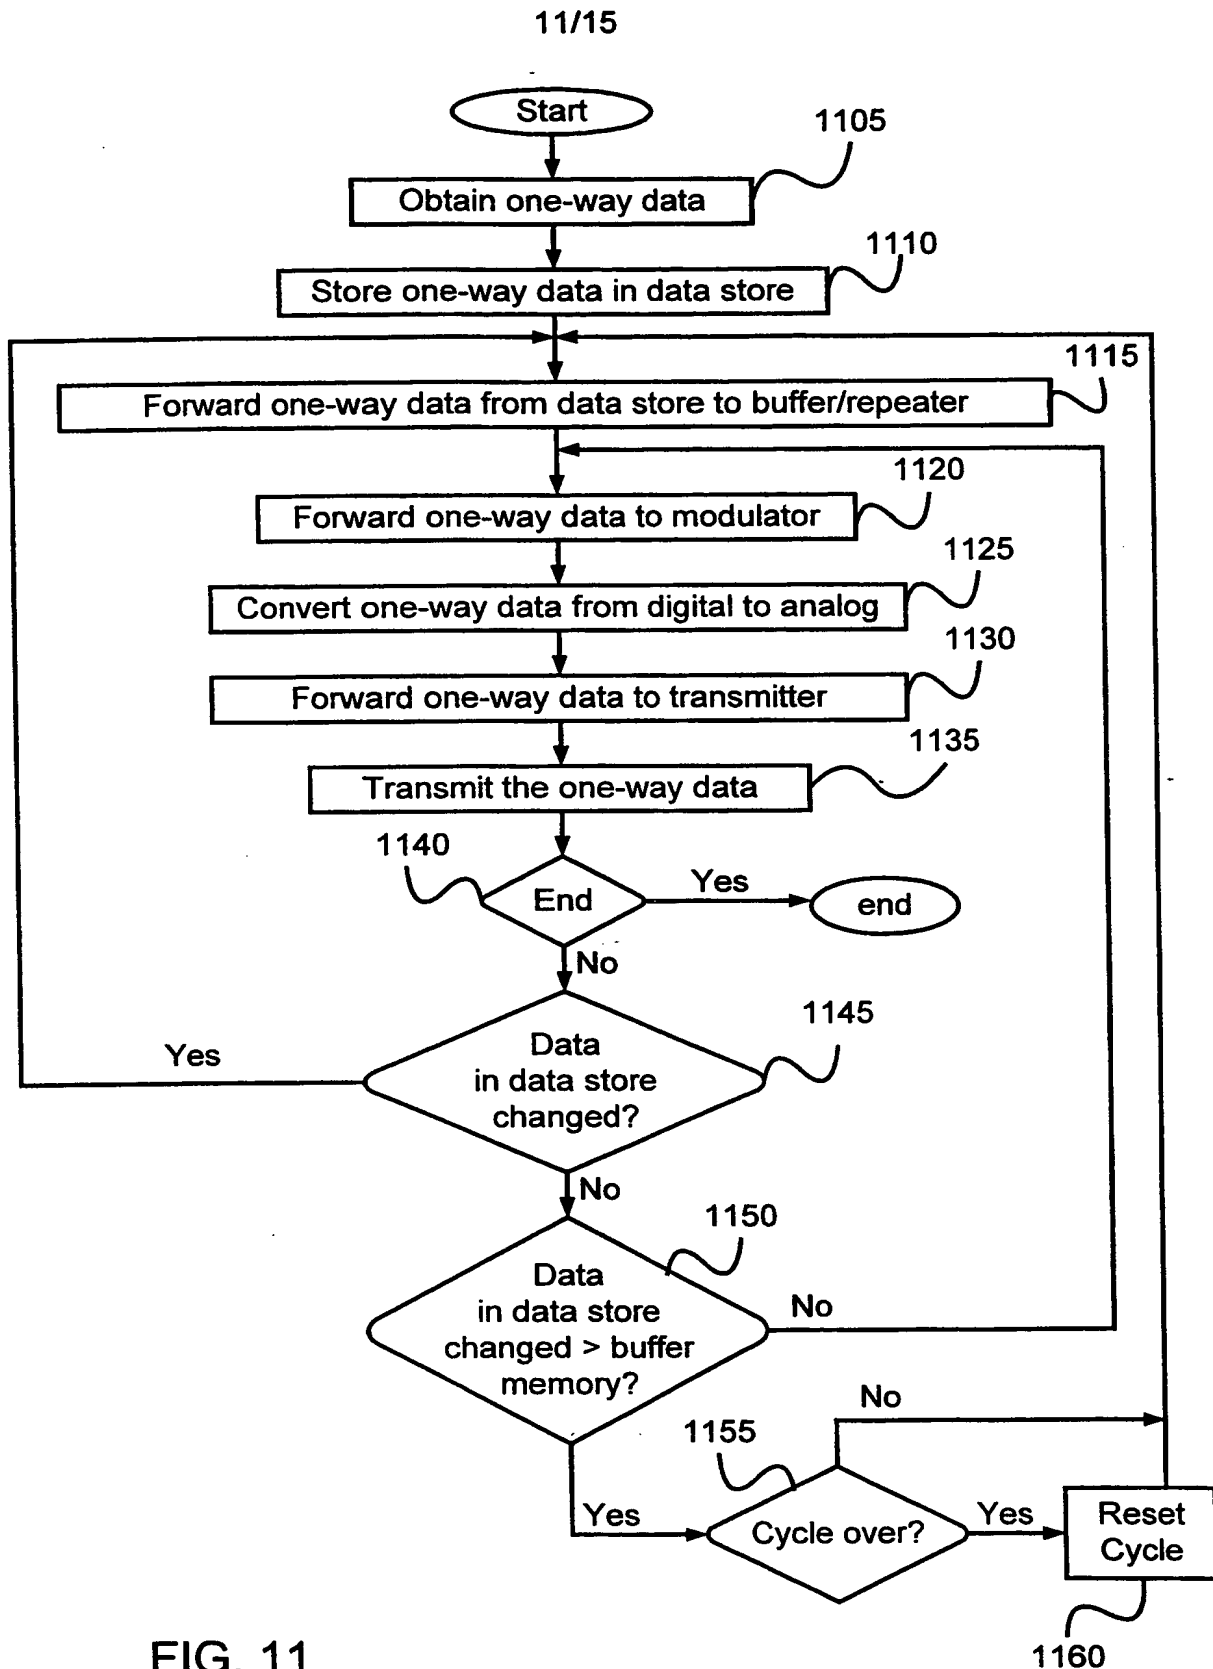 11/15
Start
1105
Obtain one-way data
1110
Store one-way data in data store
1115
Forward one-way data from data store to buffer/repeater
1120
Forward one-way data to modulator
1125
Convert one-way data from digital to analog
1130
Forward one-way data to transmitter
1135
Transmit the one-way data
1140
End
Yes
end
No
1145
Data
in data store
changed?
Yes
No
1150
Data
in data store
changed > buffer
memory?
No
No
1155
Yes
Cycle over?
Yes
Reset
Cycle
1160
FIG. 11